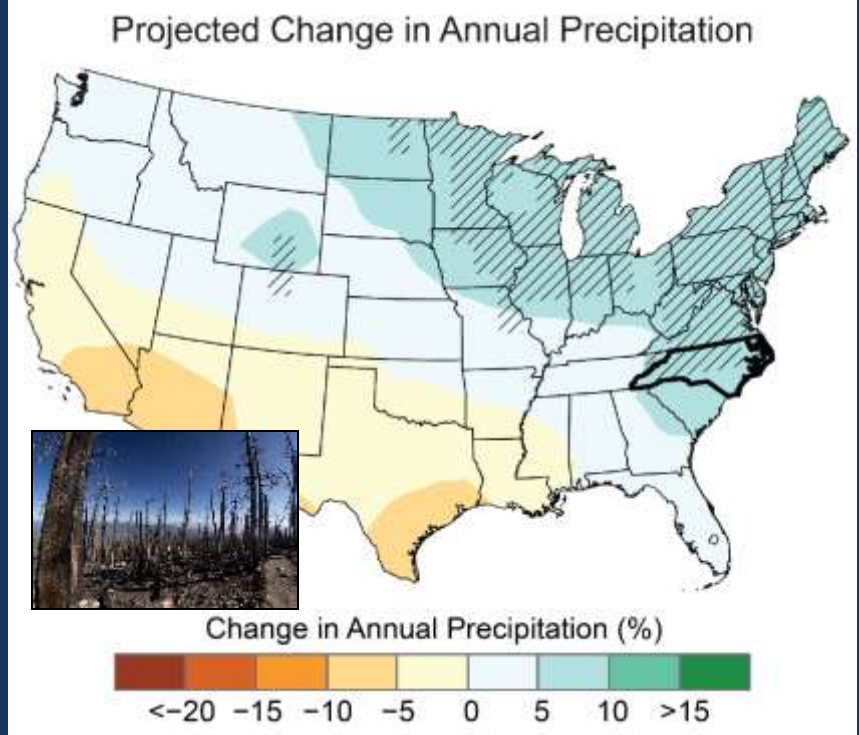 Projected Change in Annual Precipitation
Change in Annual Precipitation (%)
<−20 −15 −10 −5 0 5 10 >15